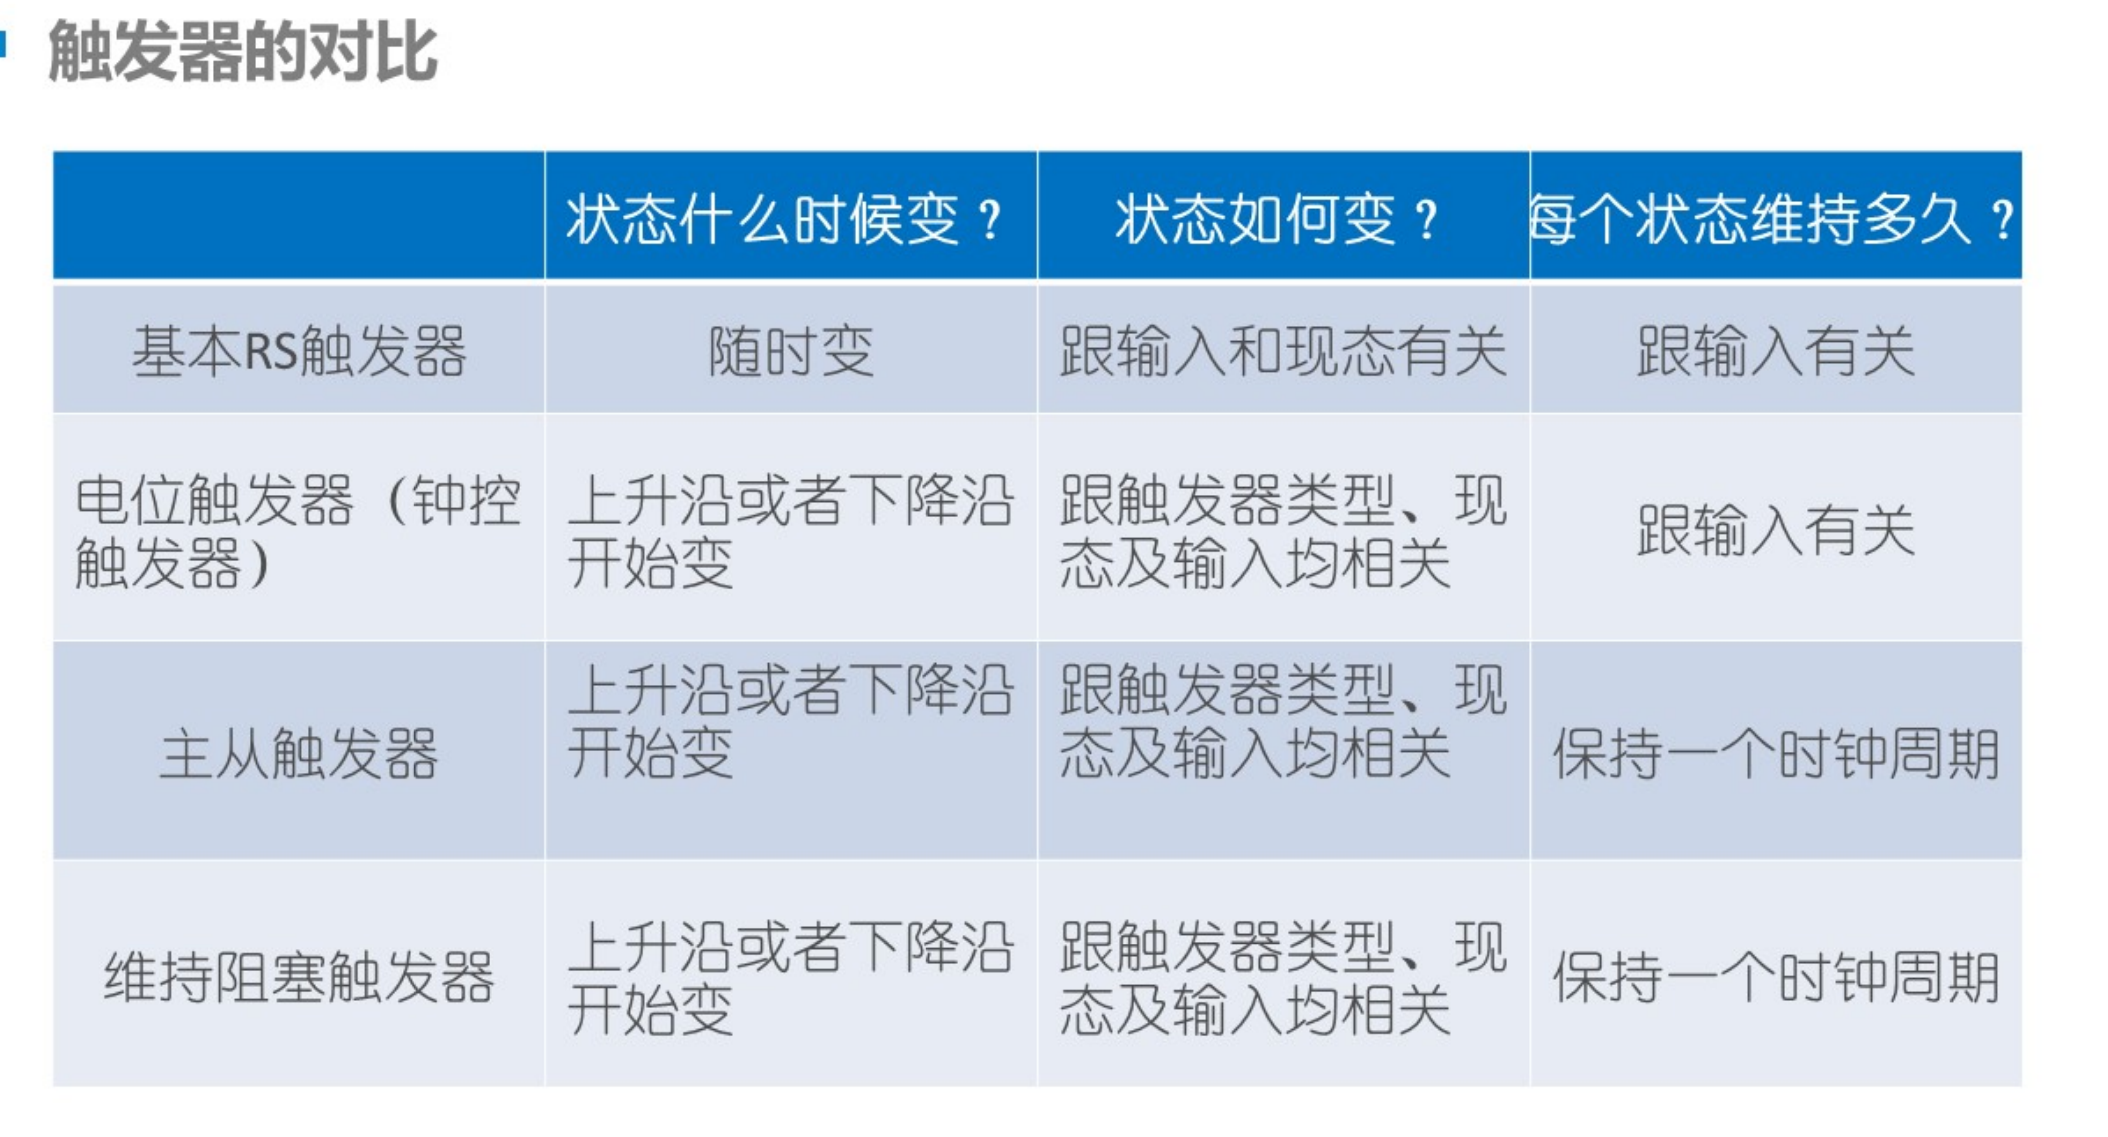 触发器的对比
状态什么时候变？
状态如何变？
每个状态维持多久？
基本RS触发器
随时变
跟输入和现态有关
跟输入有关
电位触发器（钟控
触发器）
上升沿或者下降沿
开始变
跟触发器类型、现
态及输入均相关
跟输入有关
主从触发器
上升沿或者下降沿
开始变
跟触发器类型、现
态及输入均相关
保持一个时钟周期
维持阻塞触发器
上升沿或者下降沿
开始变
跟触发器类型、现
态及输入均相关
保持一个时钟周期